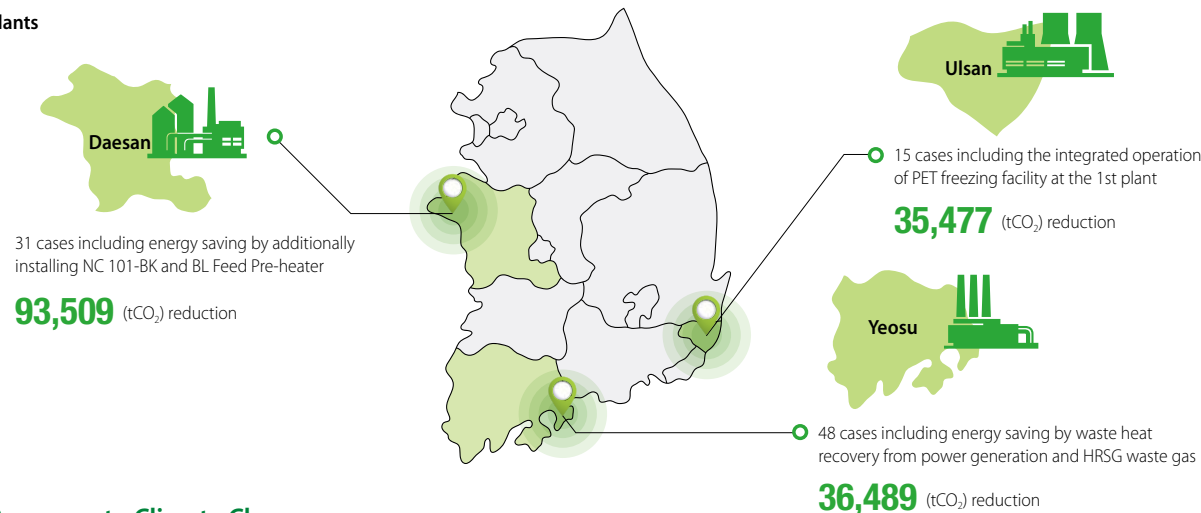 lants
Daesan
31 cases including energy saving by additionally
installing NC 101-BK and BL Feed Pre-heater
93,509 (tCO₂) reduction
Ulsan
15 cases including the integrated operation
of PET freezing facility at the 1st plant
35,477 (tCO₂) reduction
Yeosu
48 cases including energy saving by waste heat
recovery from power generation and HRSG waste gas
36,489 (tCO₂) reduction